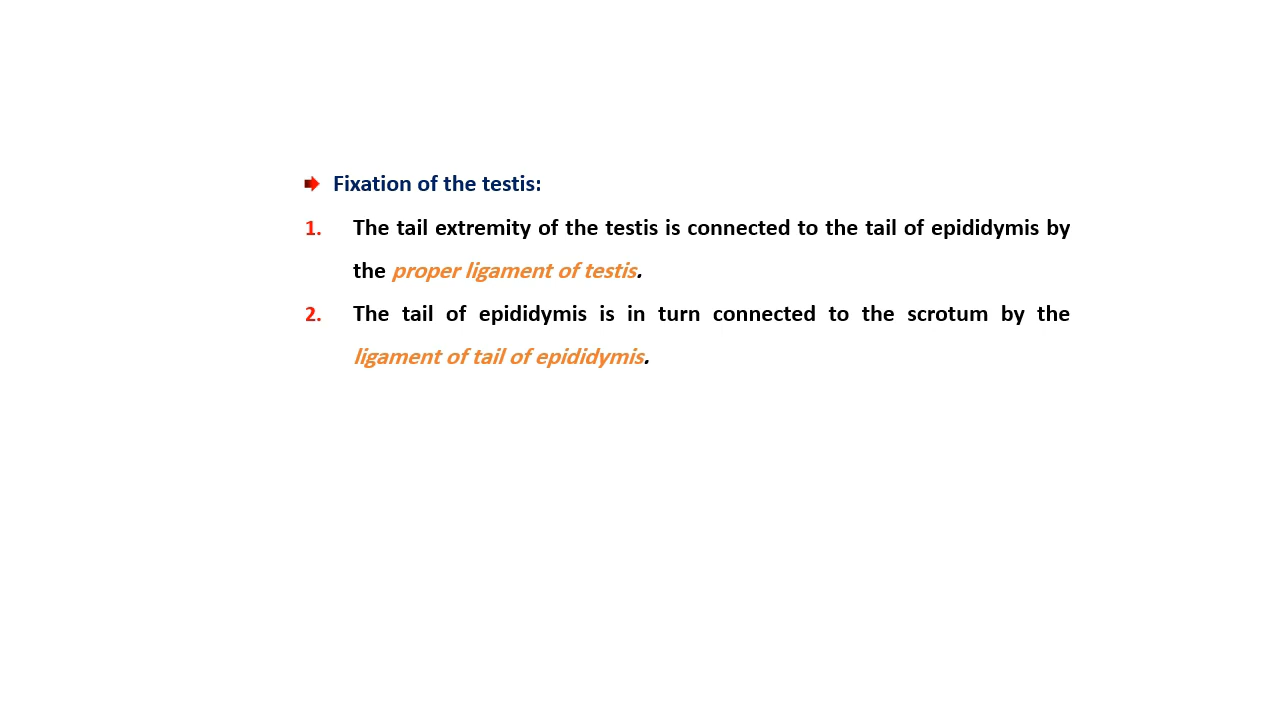 Fixation of the testis:
1. The tail extremity of the testis is connected to the tail of epididymis by
the proper ligament of testis.
2. The tail of epididymis is in turn connected to the scrotum by the
ligament of tail of epididymis.